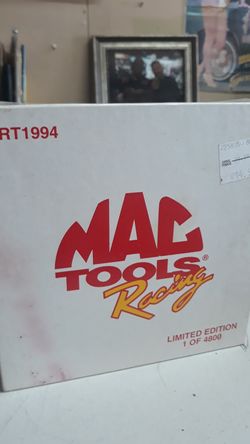 RT1994
MAC
TOOLS®
Racing
LIMITED EDITION
1 OF 4800